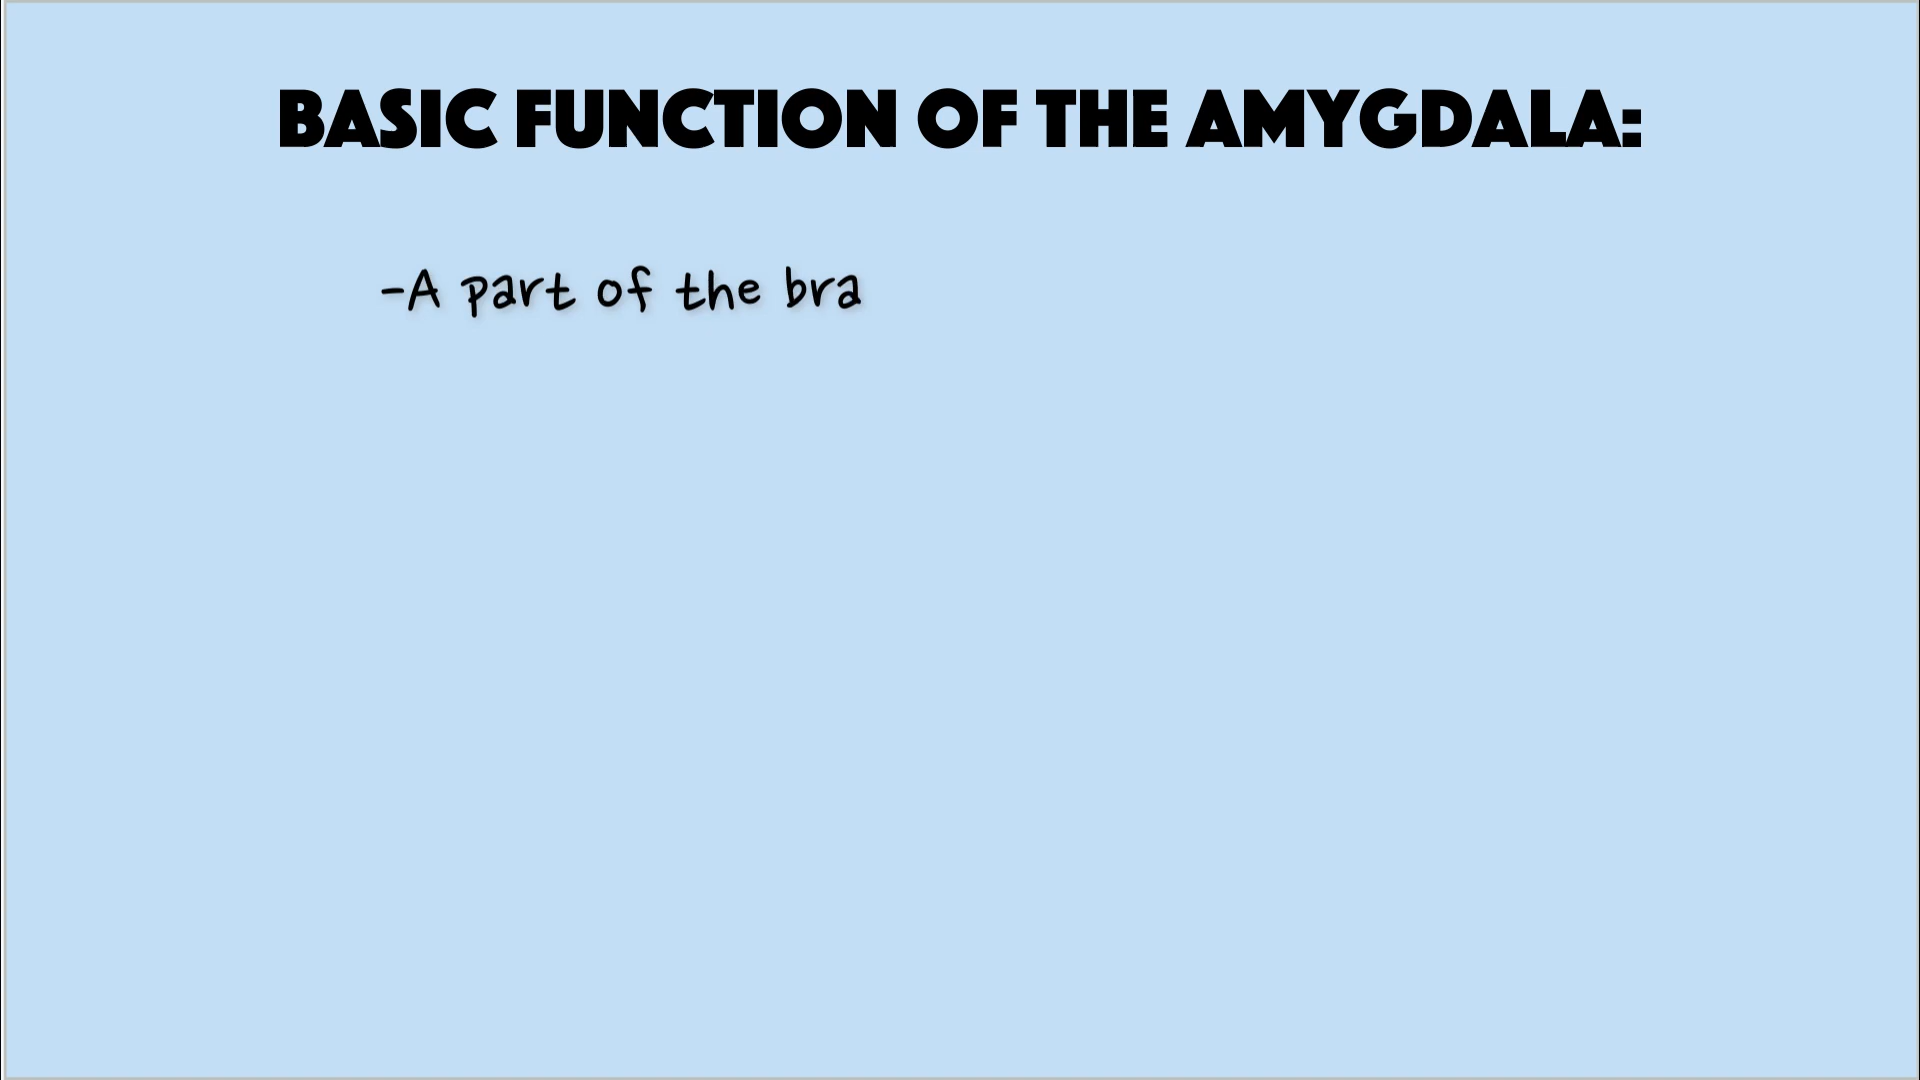 BASIC FUNCTION OF THE AMYGDALA:
-A part of the bra